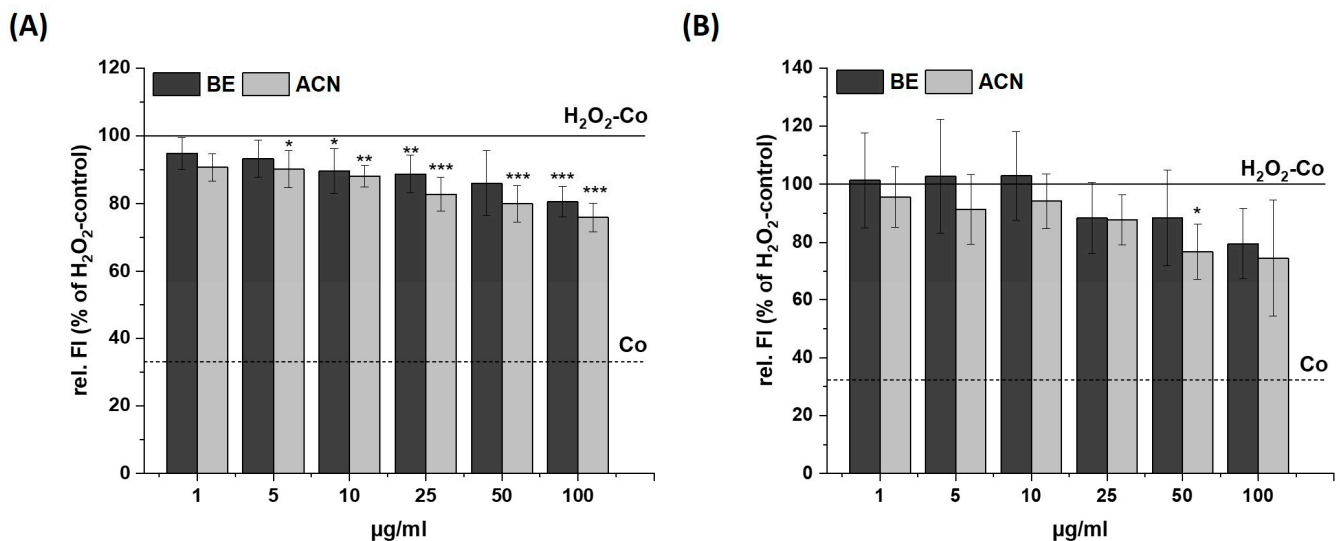 (A)
rel. FI (% of H₂O₂-control)
120
100
80
60
40
20
0
BE ACN
H₂O₂-Co
* * ** ** *** *** *** ***
Co
1 5 10 25 50 100
µg/ml
(B)
rel. FI (% of H₂O₂-control)
140
120
100
80
60
40
20
0
BE ACN
H₂O₂-Co
*
Co
1 5 10 25 50 100
µg/ml